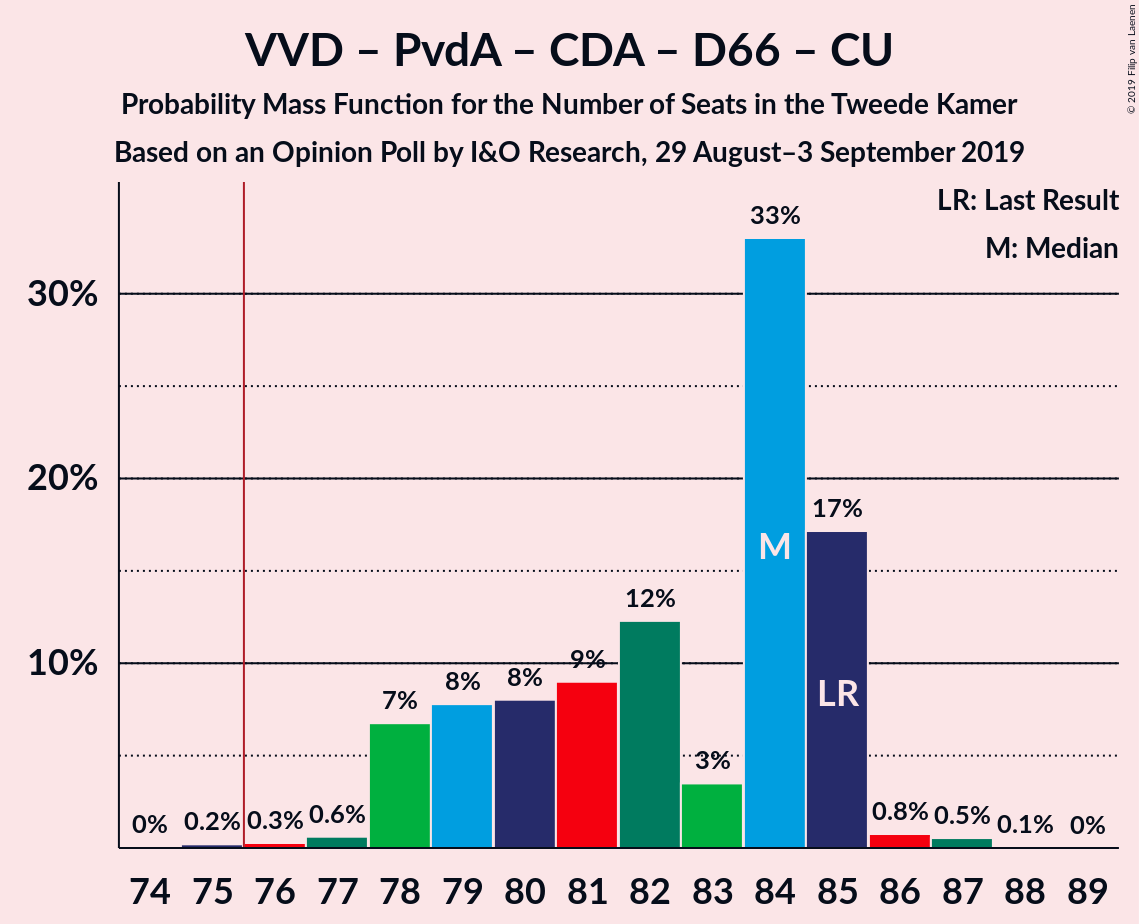 VVD – PvdA – CDA – D66 – CU
Probability Mass Function for the Number of Seats in the Tweede Kamer
Based on an Opinion Poll by I&O Research, 29 August–3 September 2019
© 2019 Filip van Laenen
LR: Last Result
M: Median
30%
20%
10%
0%
0.2%
0.3%
0.6%
7%
8%
8%
9%
12%
3%
33%
17%
0.8%
0.5%
0.1%
0%
M
LR
74 75 76 77 78 79 80 81 82 83 84 85 86 87 88 89